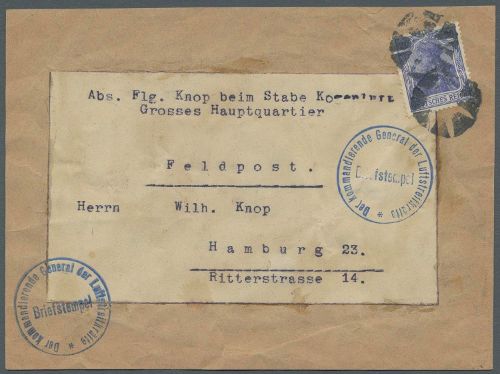 Abs. Flg. Knop beim Stabe
Grosses Hauptquartier
Feldpost.
Herrn Wilh. Knop
Hamburg 23.
Ritterstrasse 14.
Der kommandierende General der Luftstreitkräfte *
Briefstempel
Der kommandierende General der Luftstreitkräfte *
Briefstempel